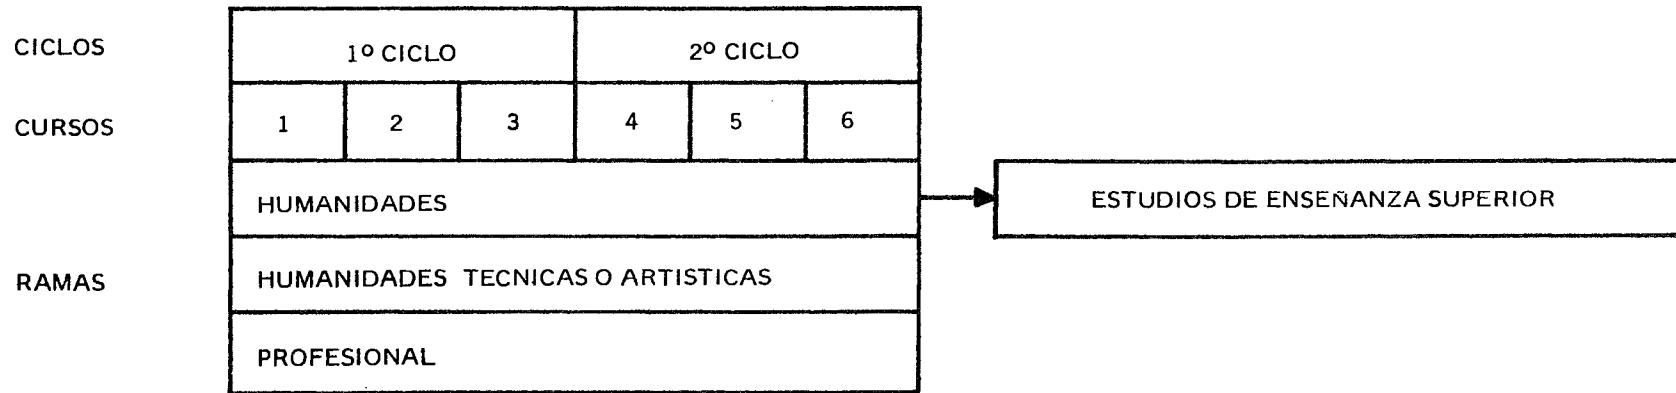 CICLOS
1º CICLO
2º CICLO
CURSOS
1 2 3 4 5 6
HUMANIDADES
ESTUDIOS DE ENSEÑANZA SUPERIOR
RAMAS
HUMANIDADES TECNICAS O ARTISTICAS
PROFESIONAL